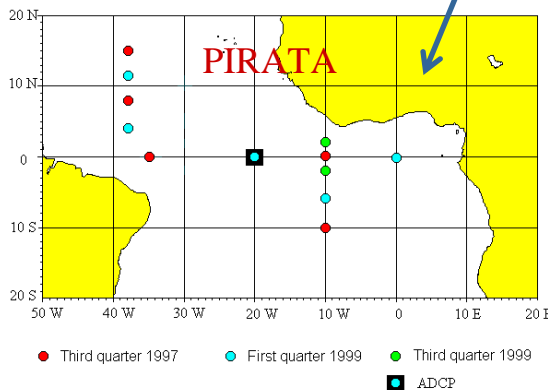 20 N
PIRATA
10 N
0
10 S
20 S
50 W 40 W 30 W 20 W 10 W 0 10 E 20 E
Third quarter 1997 First quarter 1999 Third quarter 1999
ADCP